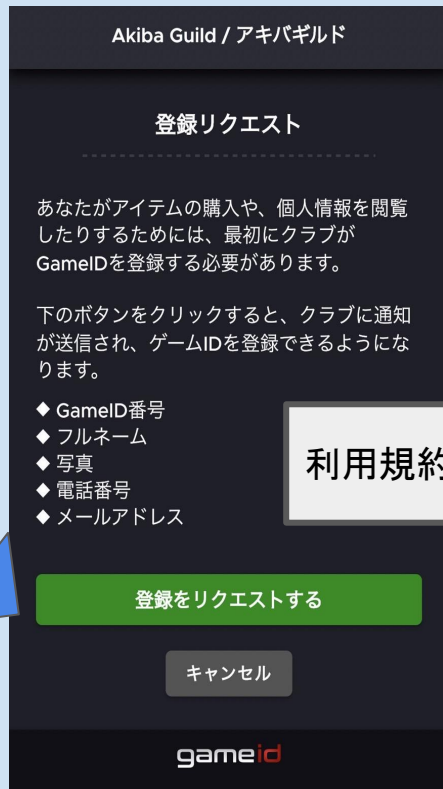 Akiba Guild / アキバギルド
登録リクエスト
あなたがアイテムの購入や、個人情報を閲覧
したりするためには、最初にクラブが
GameIDを登録する必要があります。
下のボタンをクリックすると、クラブに通知
が送信され、ゲームIDを登録できるようにな
ります。
◆ GameID番号
◆ フルネーム
◆ 写真
◆ 電話番号
◆ メールアドレス
利用規約
登録をリクエストする
キャンセル
gameid